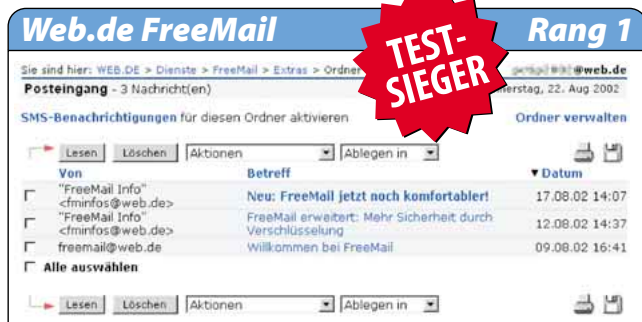 Web.de FreeMail
Rang 1
TEST-
SIEGER
Sie sind hier: WEB.DE > Dienste > FreeMail > Extras > Ordner
@web.de
Posteingang - 3 Nachricht(en)
nerstag, 22. Aug 2002
SMS-Benachrichtigungen für diesen Ordner aktivieren
Ordner verwalten
Lesen Löschen Aktionen Ablegen in
Von Betreff Datum
"FreeMail Info"
<fminfos@web.de>
Neu: FreeMail jetzt noch komfortabler!
17.08.02 14:07
"FreeMail Info"
<fminfos@web.de>
FreeMail erweitert: Mehr Sicherheit durch
Verschlüsselung
12.08.02 14:37
freemail@web.de
Willkommen bei FreeMail
09.08.02 16:41
Alle auswählen
Lesen Löschen Aktionen Ablegen in